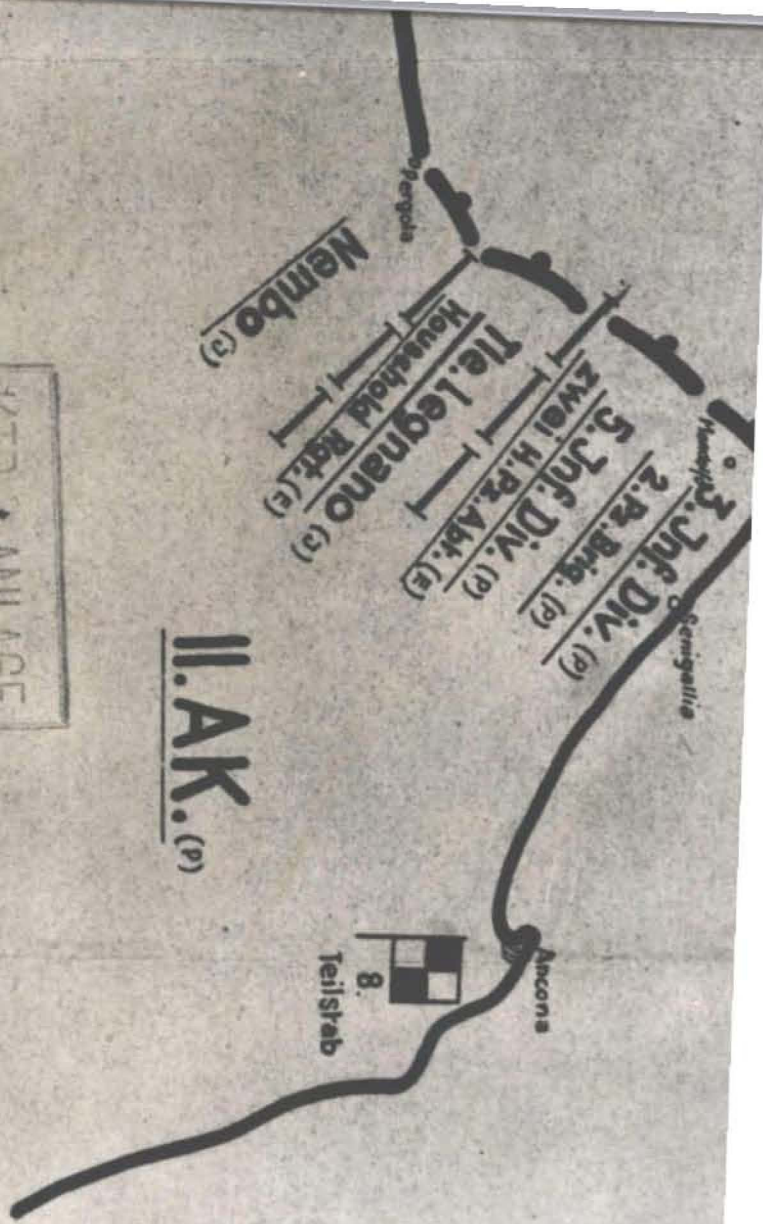 Pergola
Senigallia
Ancona
3. Jnf. Div. (P)
2. Pz. Brig. (P)
5. Jnf. Div. (P)
zwei H. Pz. Abt. (E)
Tle. Legnano (J)
Household Rgt. (E)
Nembo (J)
II. AK. (P)
8.
Teilstab